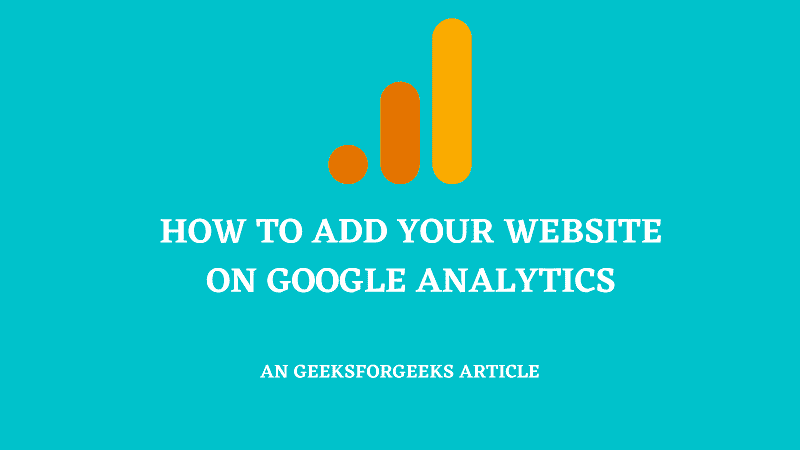 HOW TO ADD YOUR WEBSITE
ON GOOGLE ANALYTICS
AN GEEKSFORGEEKS ARTICLE